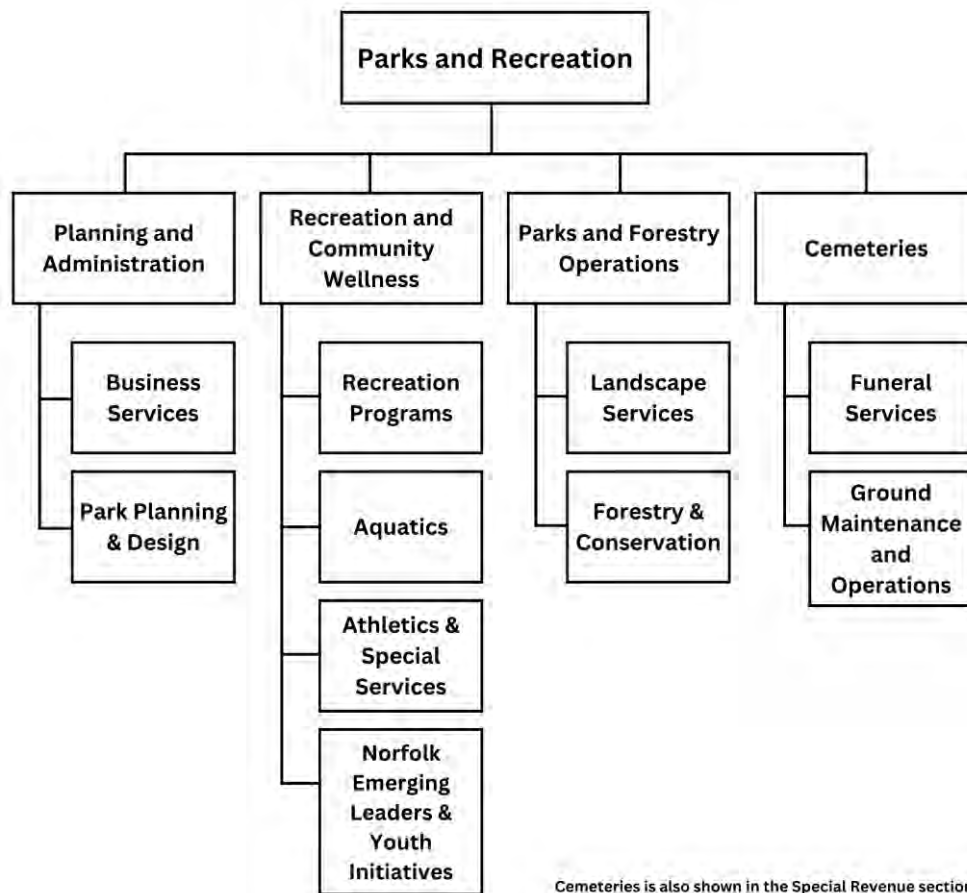 Parks and Recreation
Planning and
Administration
Recreation and
Community
Wellness
Parks and Forestry
Operations
Cemeteries
Business
Services
Park Planning
& Design
Recreation
Programs
Aquatics
Athletics &
Special
Services
Norfolk
Emerging
Leaders &
Youth
Initiatives
Landscape
Services
Forestry &
Conservation
Funeral
Services
Ground
Maintenance
and
Operations
Cemeteries is also shown in the Special Revenue section